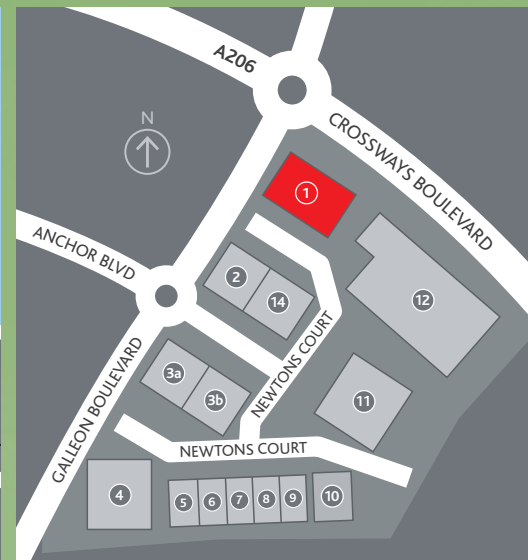 A206
N
CROSSWAYS BOULEVARD
1
ANCHOR BLVD
2
14
12
NEWTONS COURT
GALLEON BOULEVARD
3a
3b
11
NEWTONS COURT
4
5 6 7 8 9 10